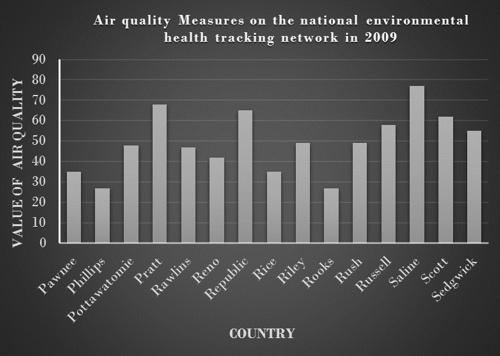 Air quality Measures on the national environmental
health tracking network in 2009
VALUE OF AIR QUALITY
90
80
70
60
50
40
30
20
10
0
Pawnee
Phillips
Pottawatomie
Pratt
Rawlins
Reno
Republic
Rice
Riley
Rooks
Rush
Russell
Saline
Scott
Sedgwick
COUNTRY